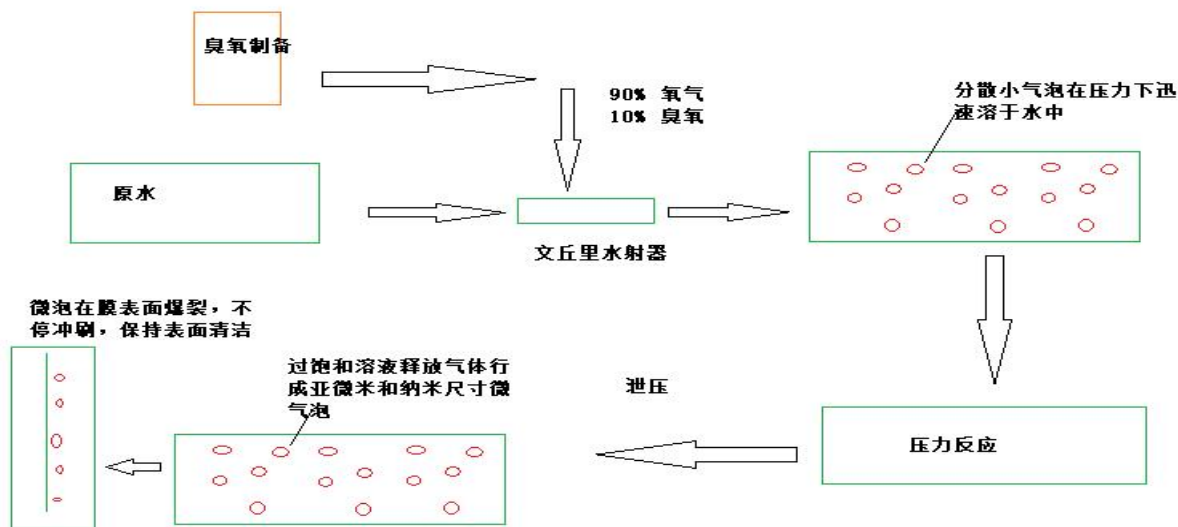 臭氧制备
90% 氧气
10% 臭氧
分散小气泡在压力下迅
速溶于水中
原水
文丘里水射器
微泡在膜表面爆裂，不
停冲刷，保持表面清洁
过饱和溶液释放气体行
成亚微米和纳米尺寸微
气泡
泄压
压力反应